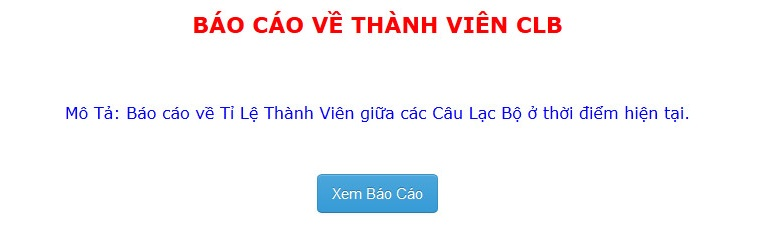 BÁO CÁO VỀ THÀNH VIÊN CLB
Mô Tả: Báo cáo về Tỉ Lệ Thành Viên giữa các Câu Lạc Bộ ở thời điểm hiện tại.
Xem Báo Cáo